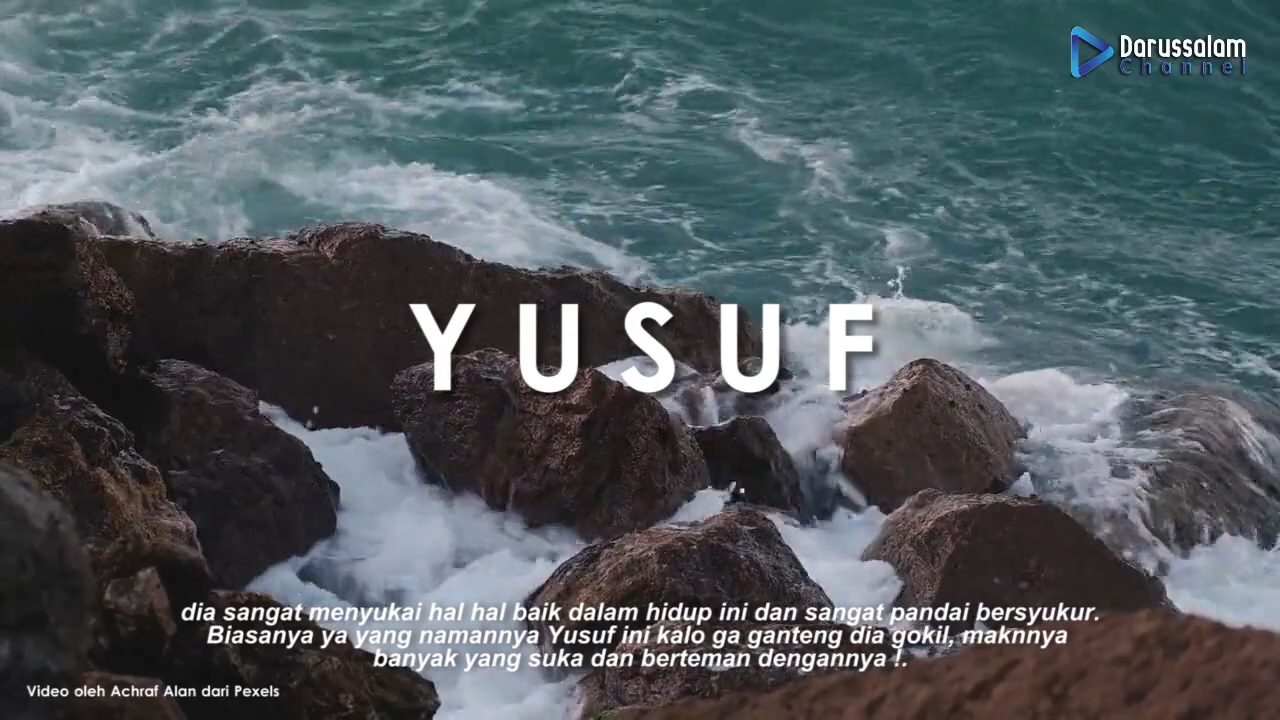 Darussalam
Channel
YUSUF
dia sangat menyukai hal hal baik dalam hidup ini dan sangat pandai bersyukur.
Biasanya ya yang namannya Yusuf ini kalo ga ganteng dia gokil, maknnya
banyak yang suka dan berteman dengannya !.
Video oleh Achraf Alan dari Pexels